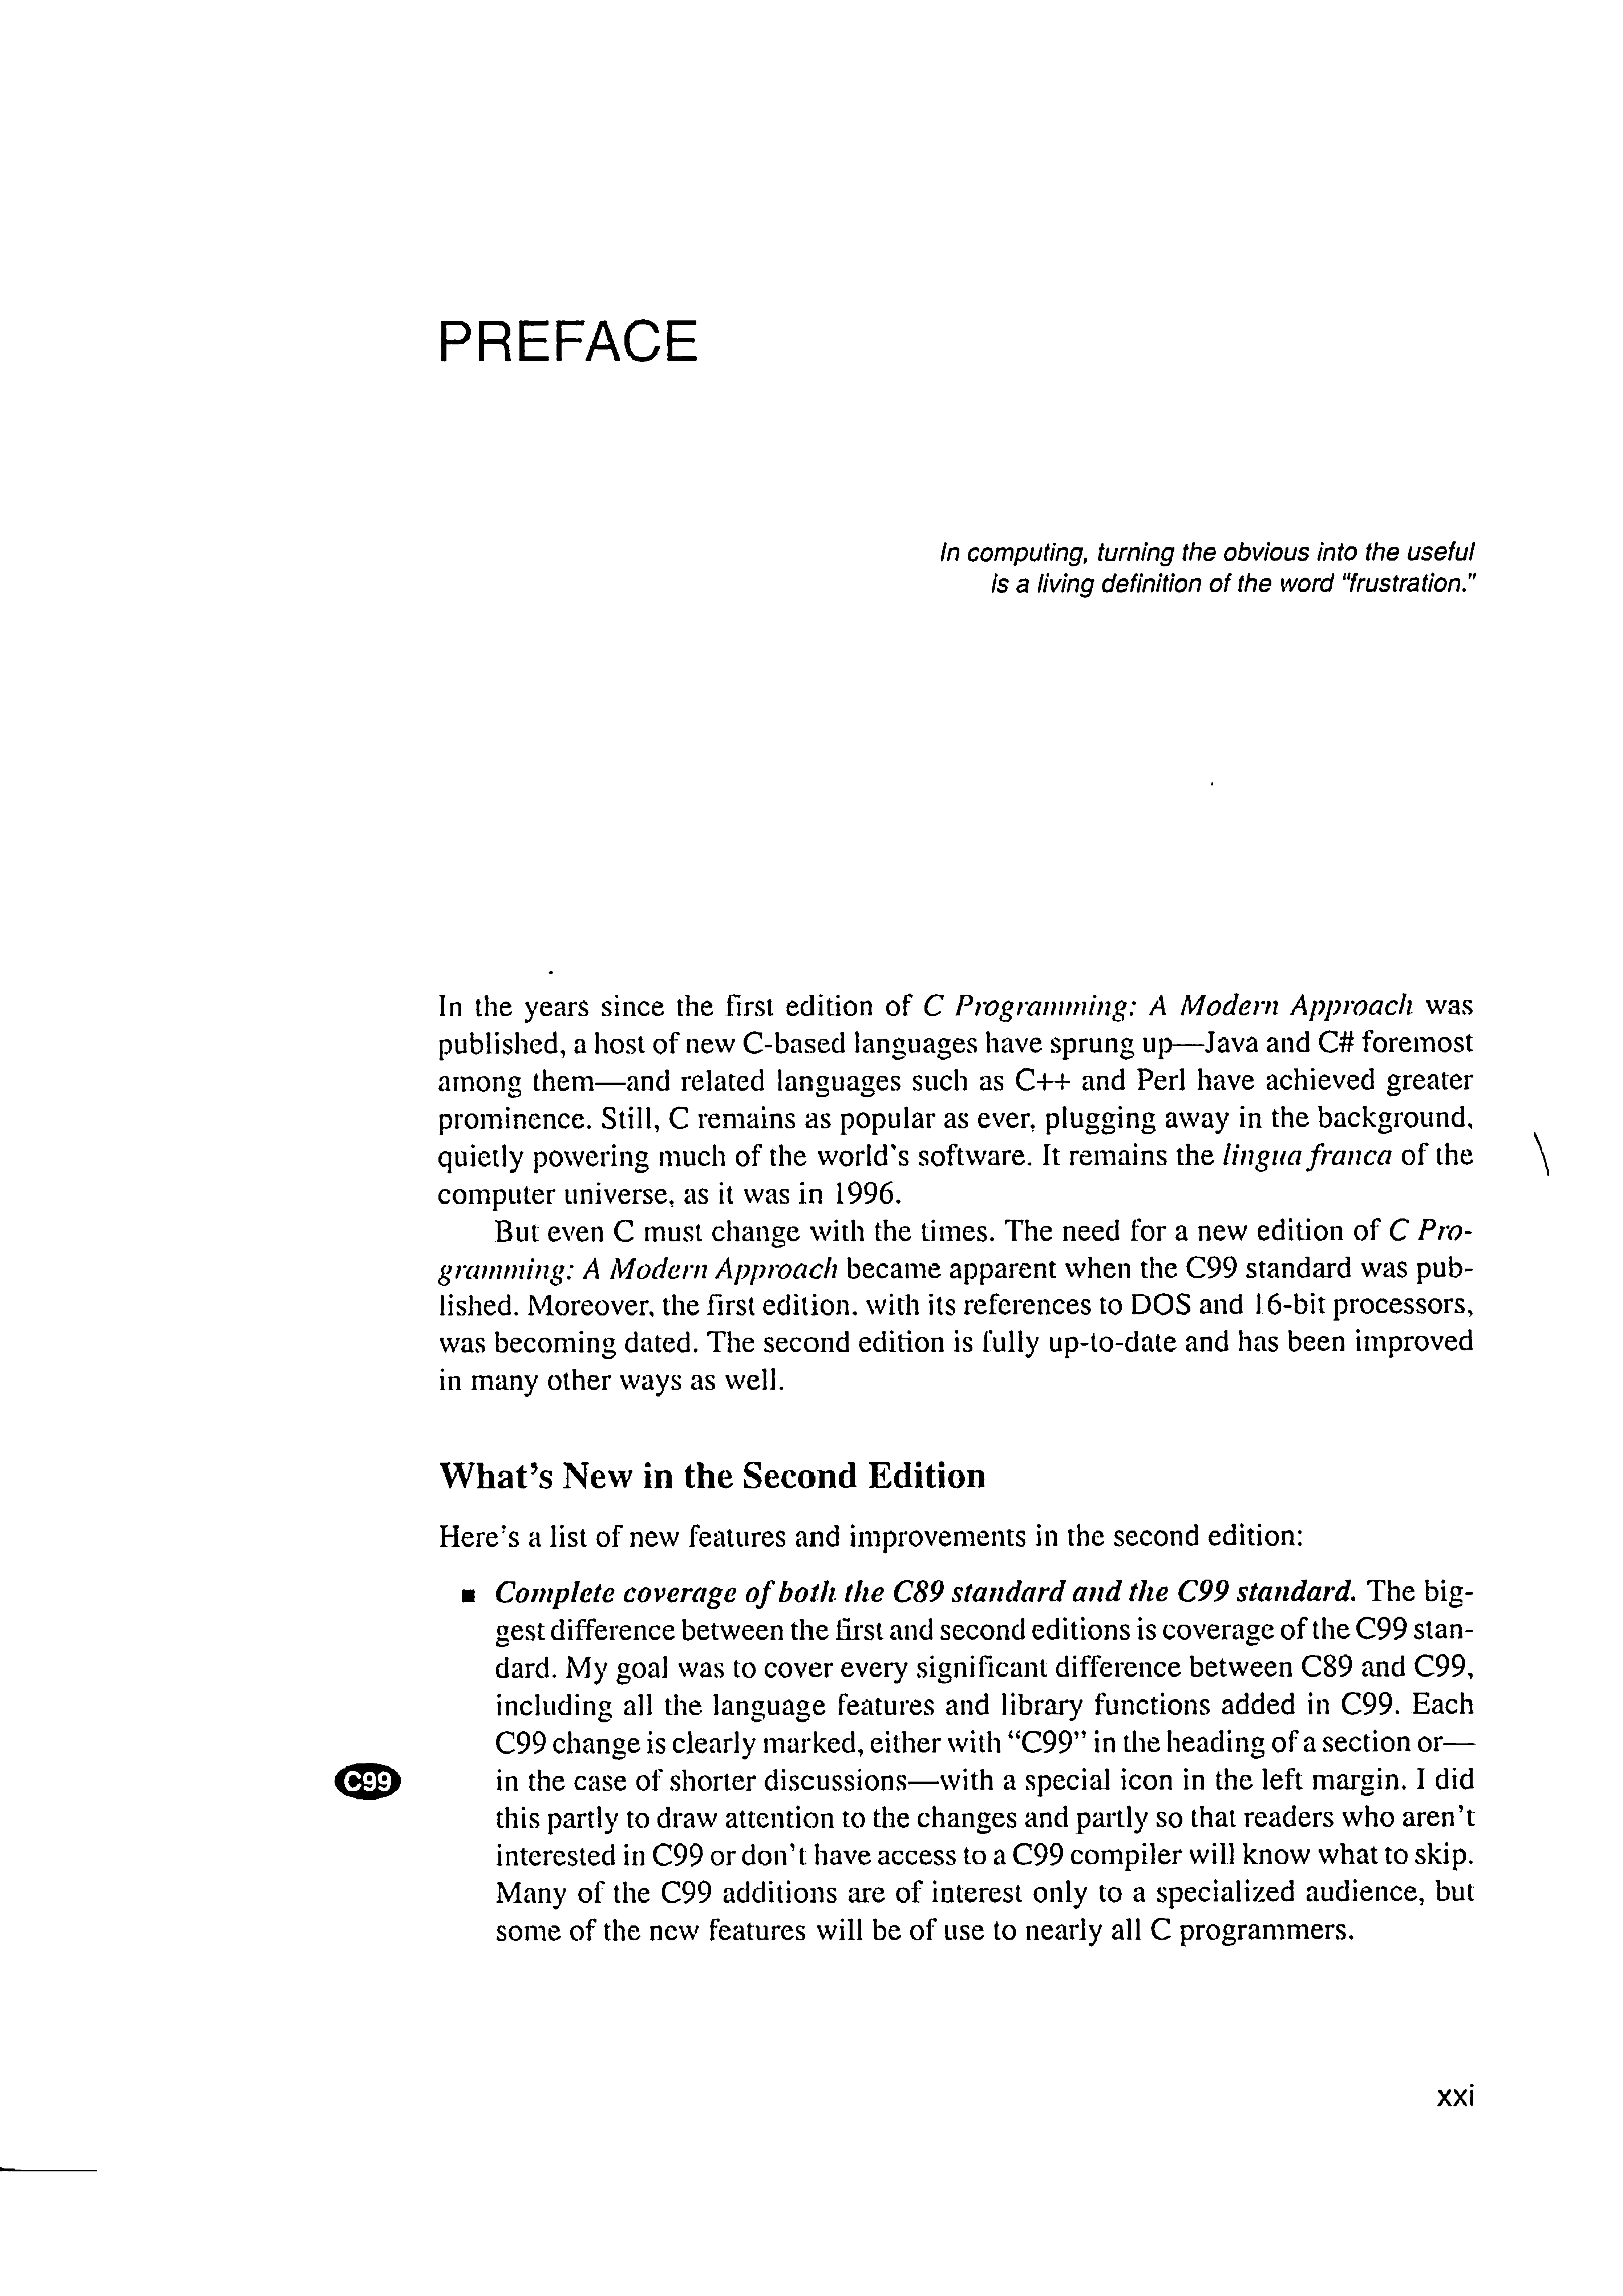 PREFACE
In computing, turning the obvious into the useful
is a living definition of the word "frustration."
In the years since the first edition of C Programming: A Modern Approach was
published, a host of new C-based languages have sprung up—Java and C# foremost
among them—and related languages such as C++ and Perl have achieved greater
prominence. Still, C remains as popular as ever, plugging away in the background,
quietly powering much of the world's software. It remains the lingua franca of the
computer universe, as it was in 1996.
But even C must change with the times. The need for a new edition of C Pro-
gramming: A Modern Approach became apparent when the C99 standard was pub-
lished. Moreover, the first edition, with its references to DOS and 16-bit processors,
was becoming dated. The second edition is fully up-to-date and has been improved
in many other ways as well.
What's New in the Second Edition
Here's a list of new features and improvements in the second edition:
■ Complete coverage of both the C89 standard and the C99 standard. The big-
gest difference between the first and second editions is coverage of the C99 stan-
dard. My goal was to cover every significant difference between C89 and C99,
including all the language features and library functions added in C99. Each
C99 change is clearly marked, either with “C99” in the heading of a section or—
C99 in the case of shorter discussions—with a special icon in the left margin. I did
this partly to draw attention to the changes and partly so that readers who aren't
interested in C99 or don't have access to a C99 compiler will know what to skip.
Many of the C99 additions are of interest only to a specialized audience, but
some of the new features will be of use to nearly all C programmers.
xxi